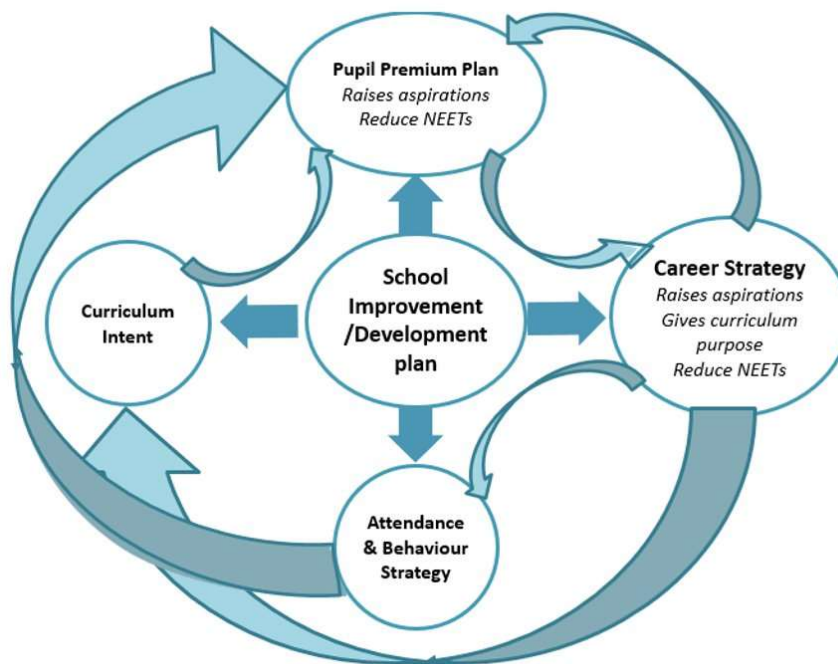 Pupil Premium Plan
Raises aspirations
Reduce NEETs
Curriculum
Intent
School
Improvement
/Development
plan
Career Strategy
Raises aspirations
Gives curriculum
purpose
Reduce NEETs
Attendance
& Behaviour
Strategy